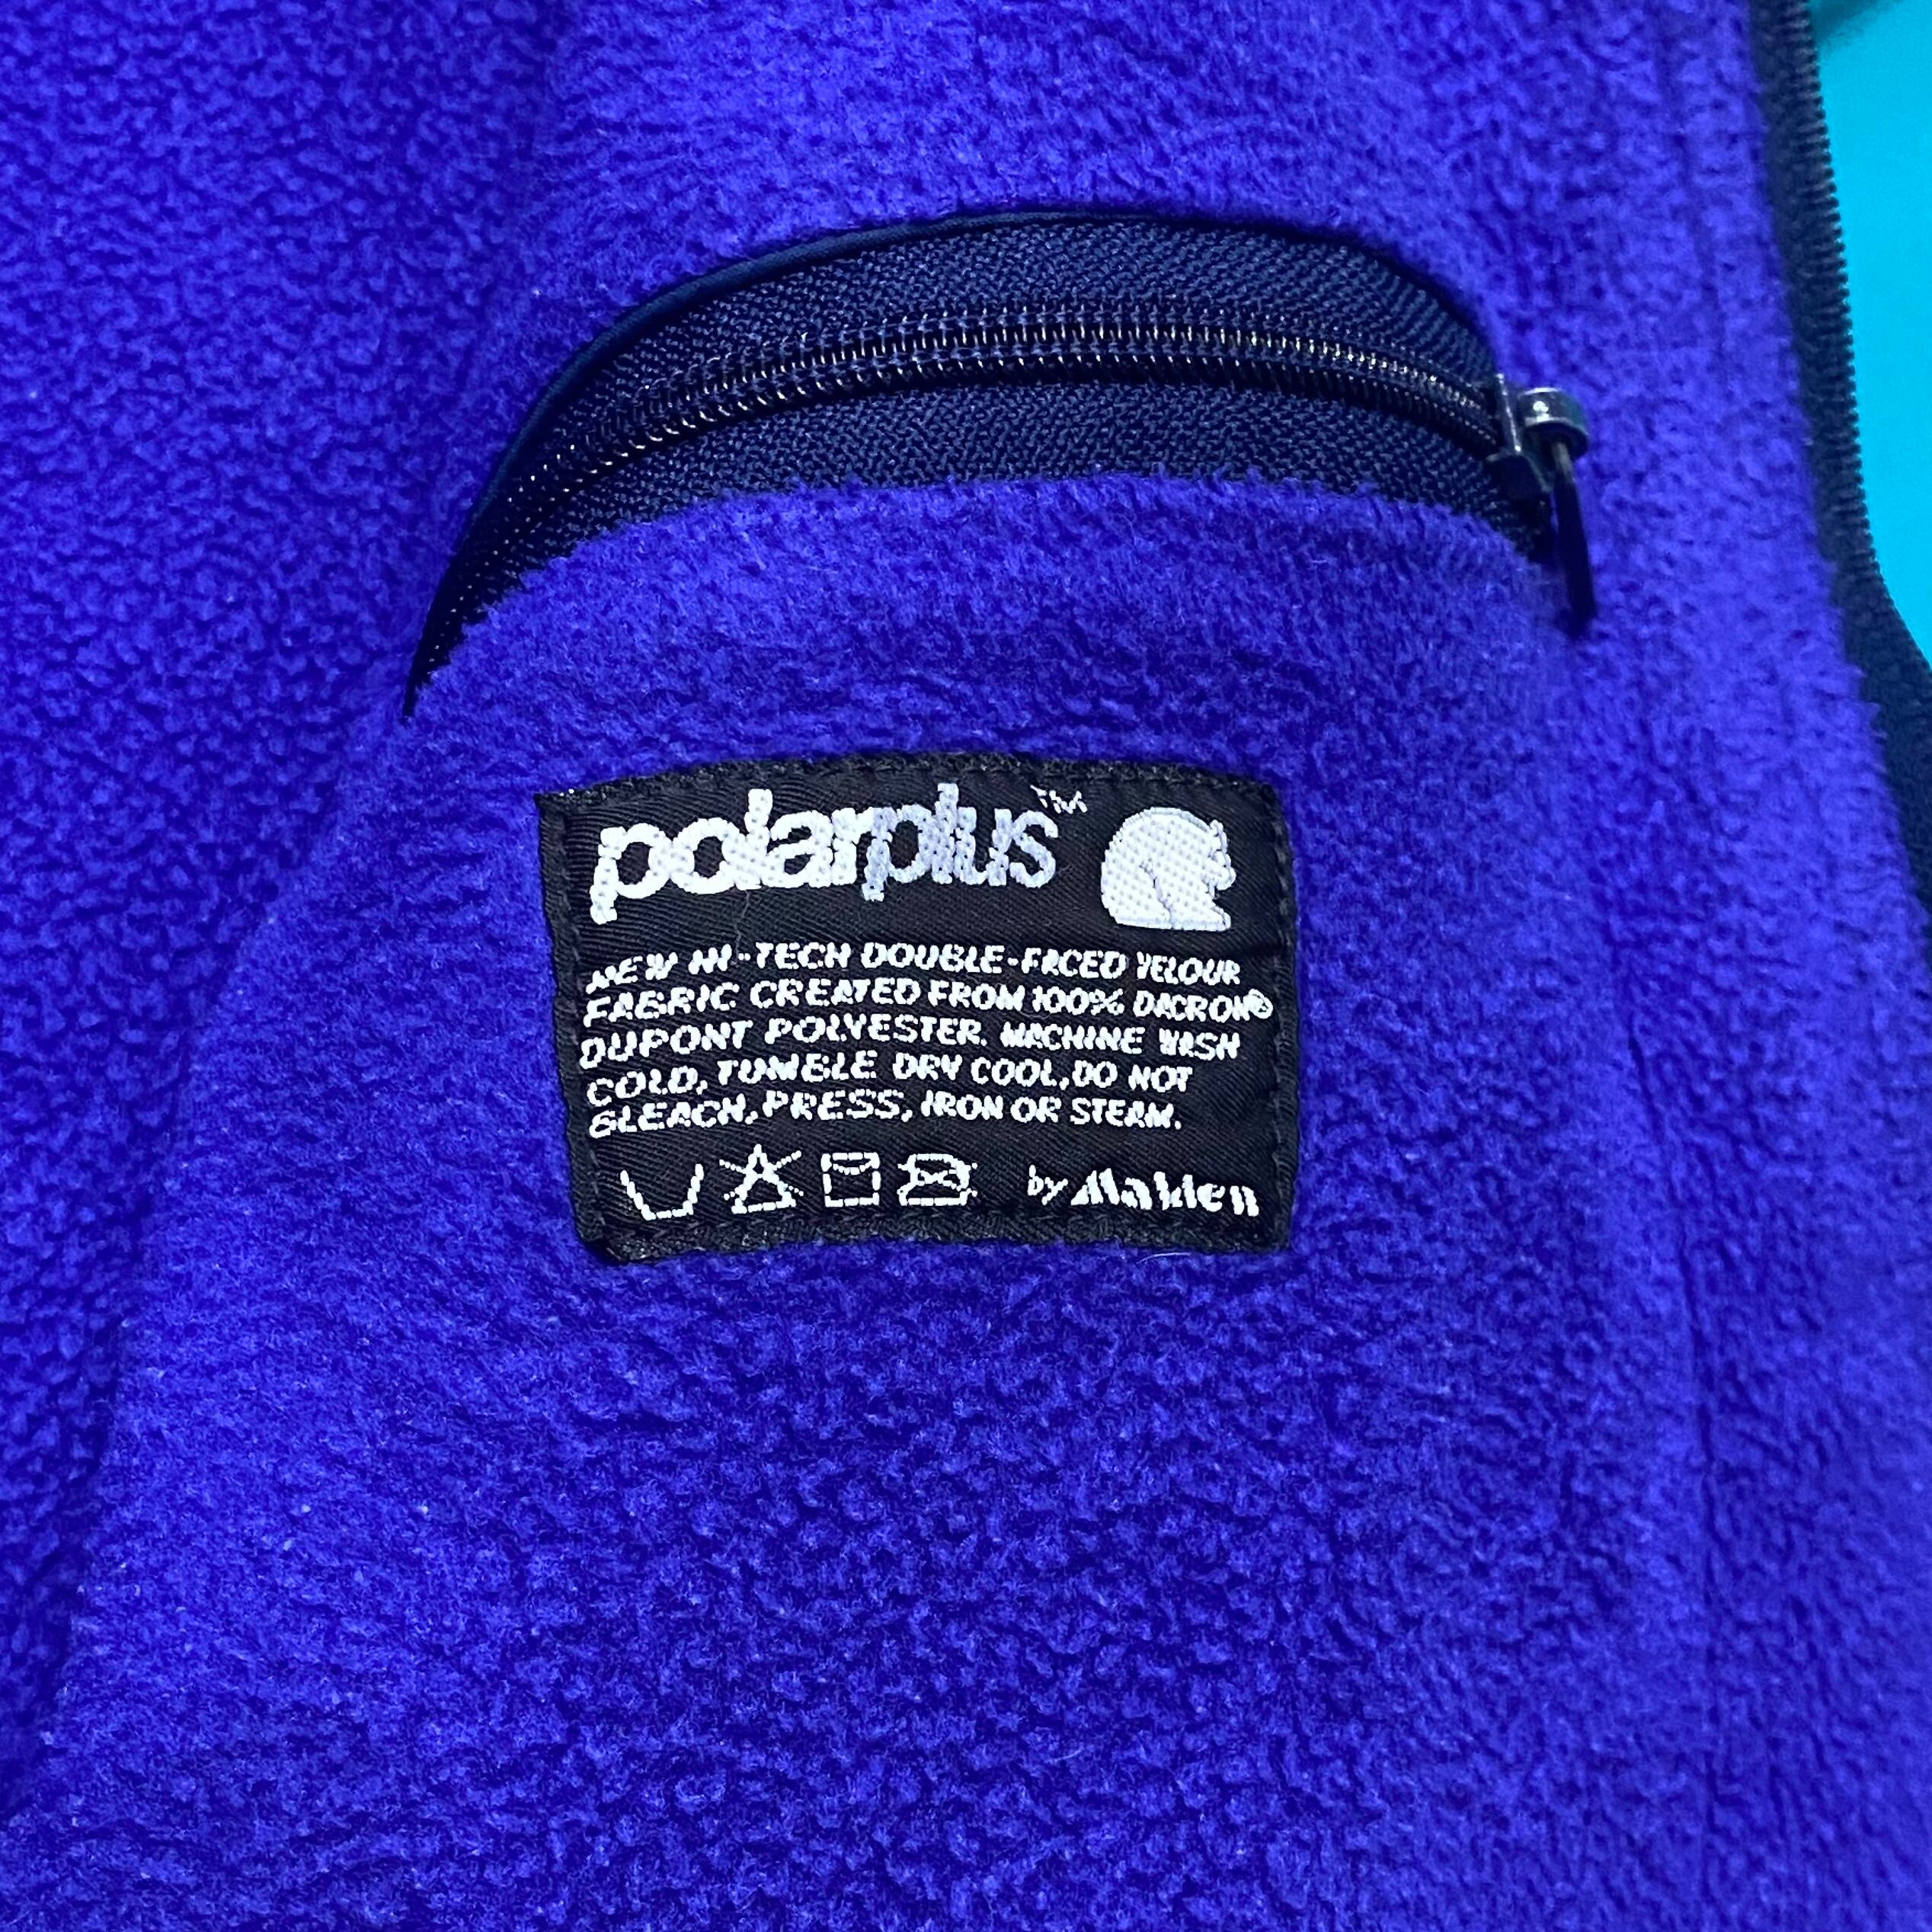 polarplus™
NEW HI-TECH DOUBLE-FACED VELOUR
FABRIC CREATED FROM 100% DACRON®
DUPONT POLYESTER. MACHINE WASH
COLD, TUMBLE DRY COOL, DO NOT
BLEACH, PRESS, IRON OR STEAM.
by Malden